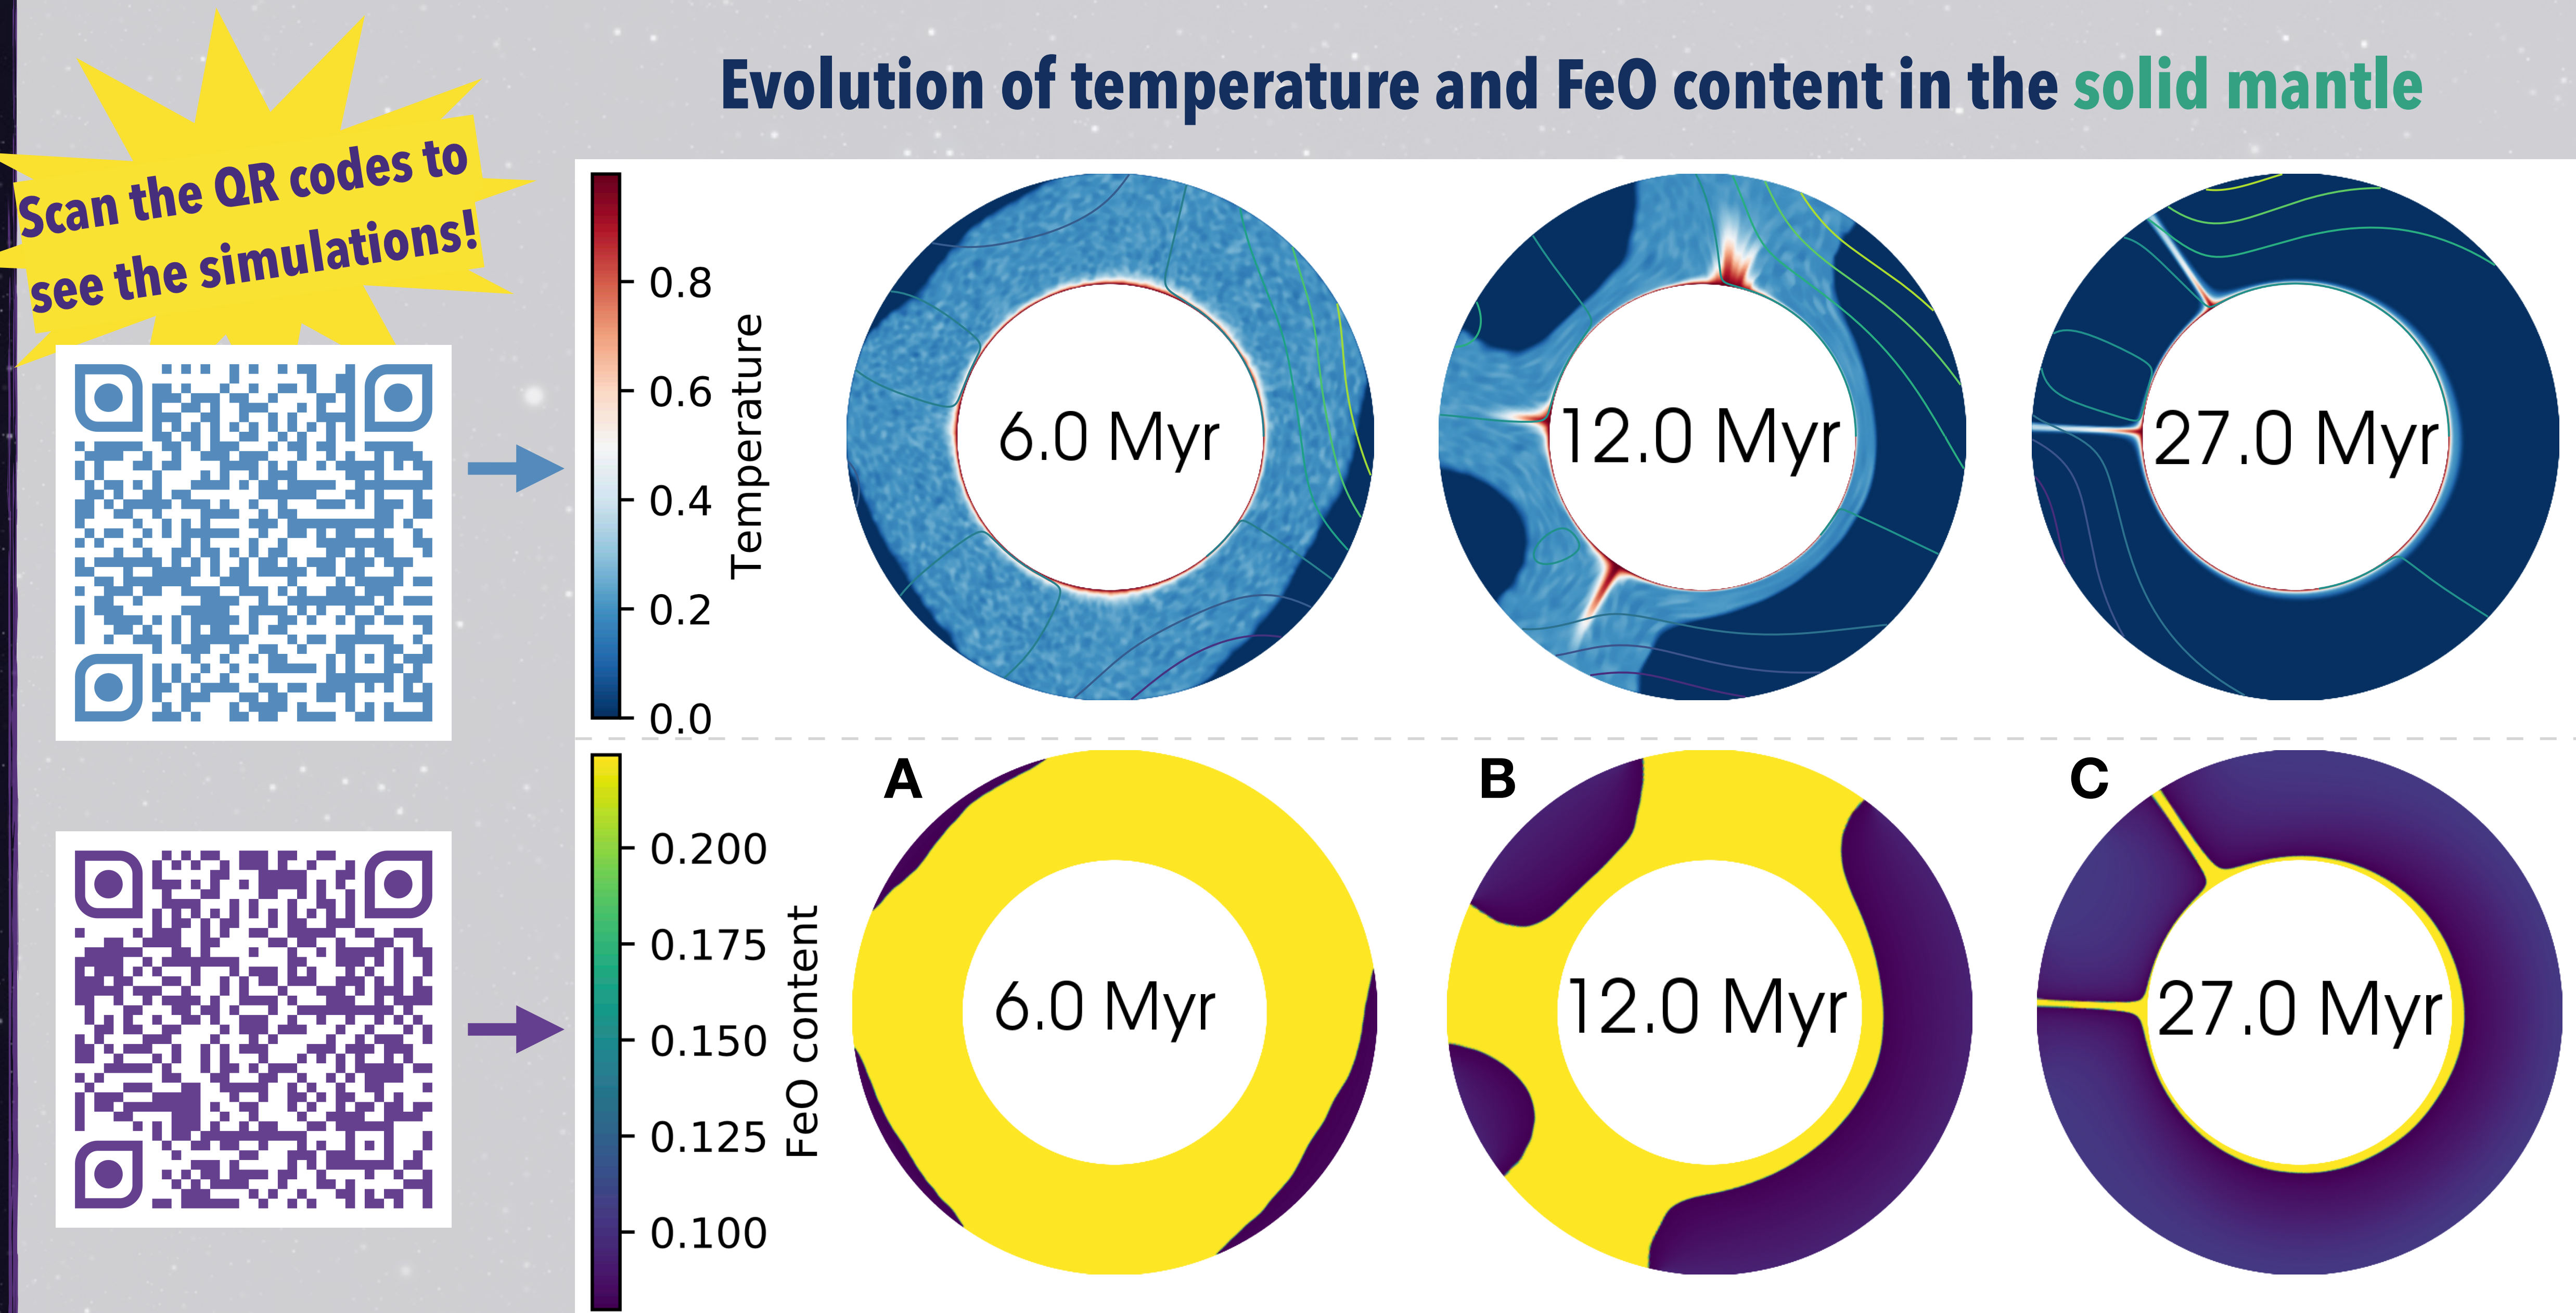 Evolution of temperature and FeO content in the solid mantle
Scan the QR codes to
see the simulations!
0.8
0.6
0.4
0.2
0.0
Temperature
6.0 Myr
12.0 Myr
27.0 Myr
A
B
C
0.200
0.175
0.150
0.125
0.100
FeO content
6.0 Myr
12.0 Myr
27.0 Myr